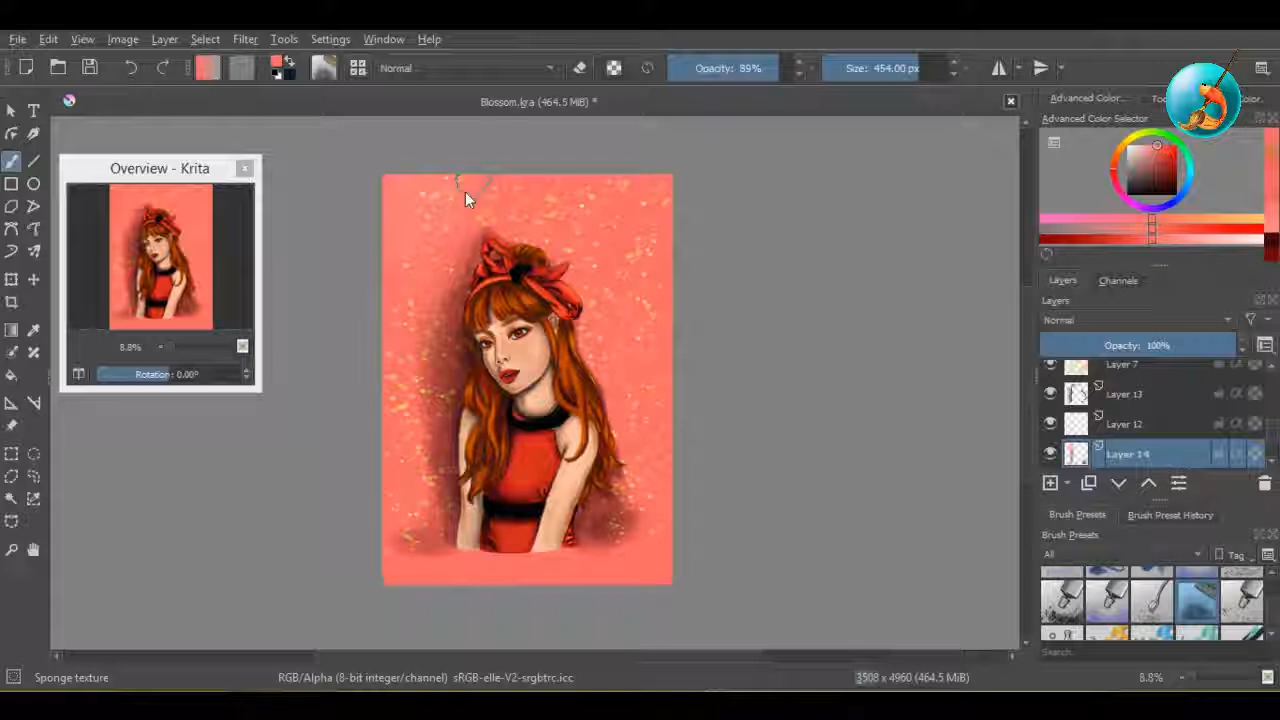 File Edit View Image Layer Select Filter Tools Settings Window Help
Normal Opacity: 89% Size: 454.00 px
Blossom.kra (464.5 MiB) *
Advanced Color...
Color...
Advanced Color Selector
Overview - Krita
8.8%
Rotation: 0.00°
Layers Channels
Layers
Normal
Opacity: 100%
Layer 7
Layer 13
Layer 12
Layer 14
Brush Presets Brush Preset History
Brush Presets
All Tag
Search
Sponge texture RGB/Alpha (8-bit integer/channel) sRGB-elle-V2-srgbtrc.icc 3508 x 4960 (464.5 MiB) 8.8%